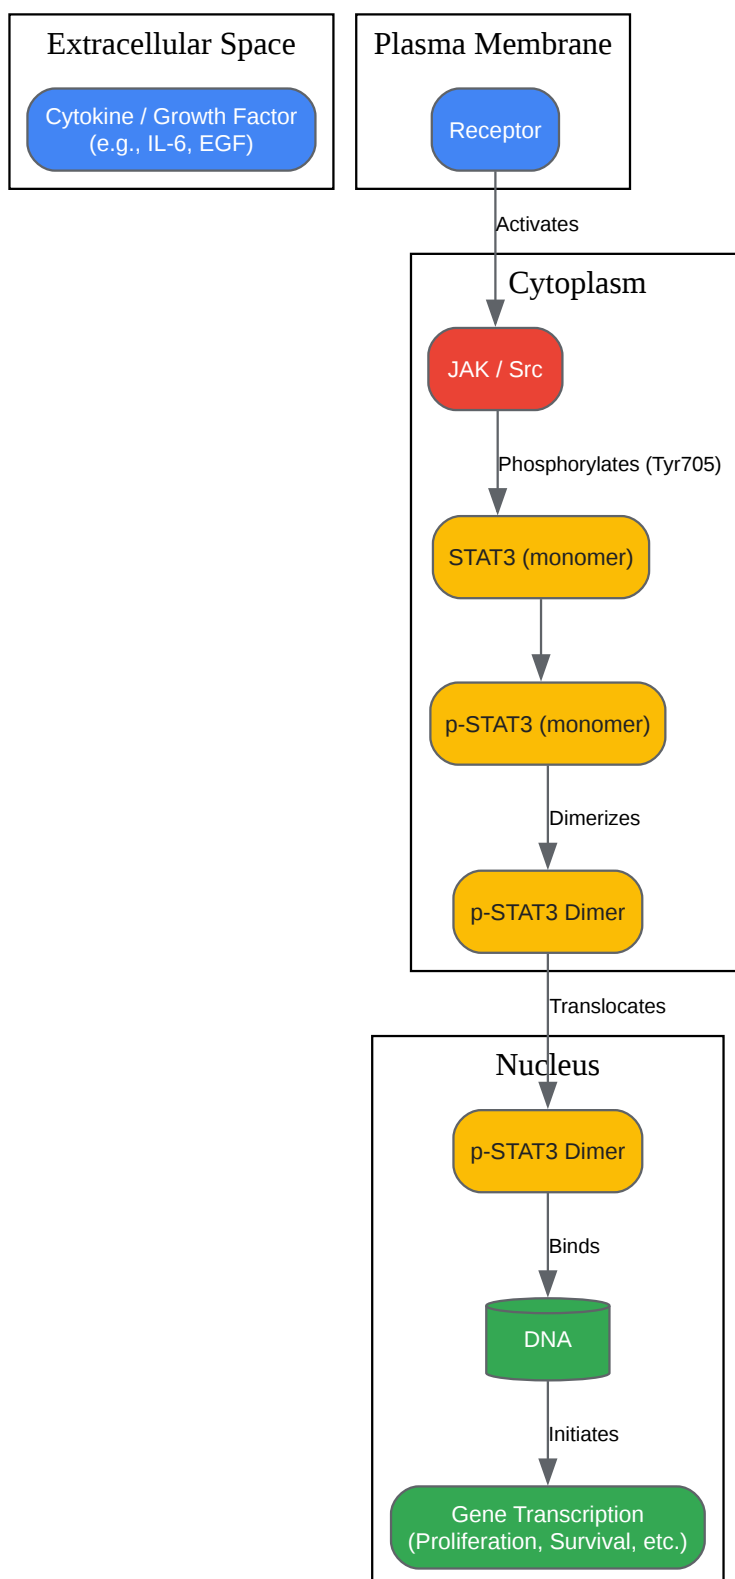 Extracellular Space
Cytokine / Growth Factor
(e.g., IL-6, EGF)
Plasma Membrane
Receptor
Activates
Cytoplasm
JAK / Src
Phosphorylates (Tyr705)
STAT3 (monomer)
p-STAT3 (monomer)
Dimerizes
p-STAT3 Dimer
Translocates
Nucleus
p-STAT3 Dimer
Binds
DNA
Initiates
Gene Transcription
(Proliferation, Survival, etc.)